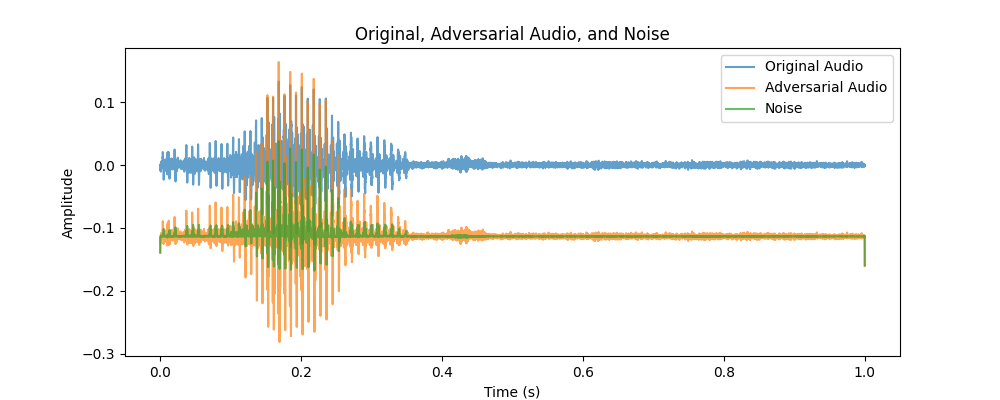 Original, Adversarial Audio, and Noise
Original Audio
Adversarial Audio
Noise
Amplitude
0.1
0.0
−0.1
−0.2
−0.3
0.0 0.2 0.4 0.6 0.8 1.0
Time (s)